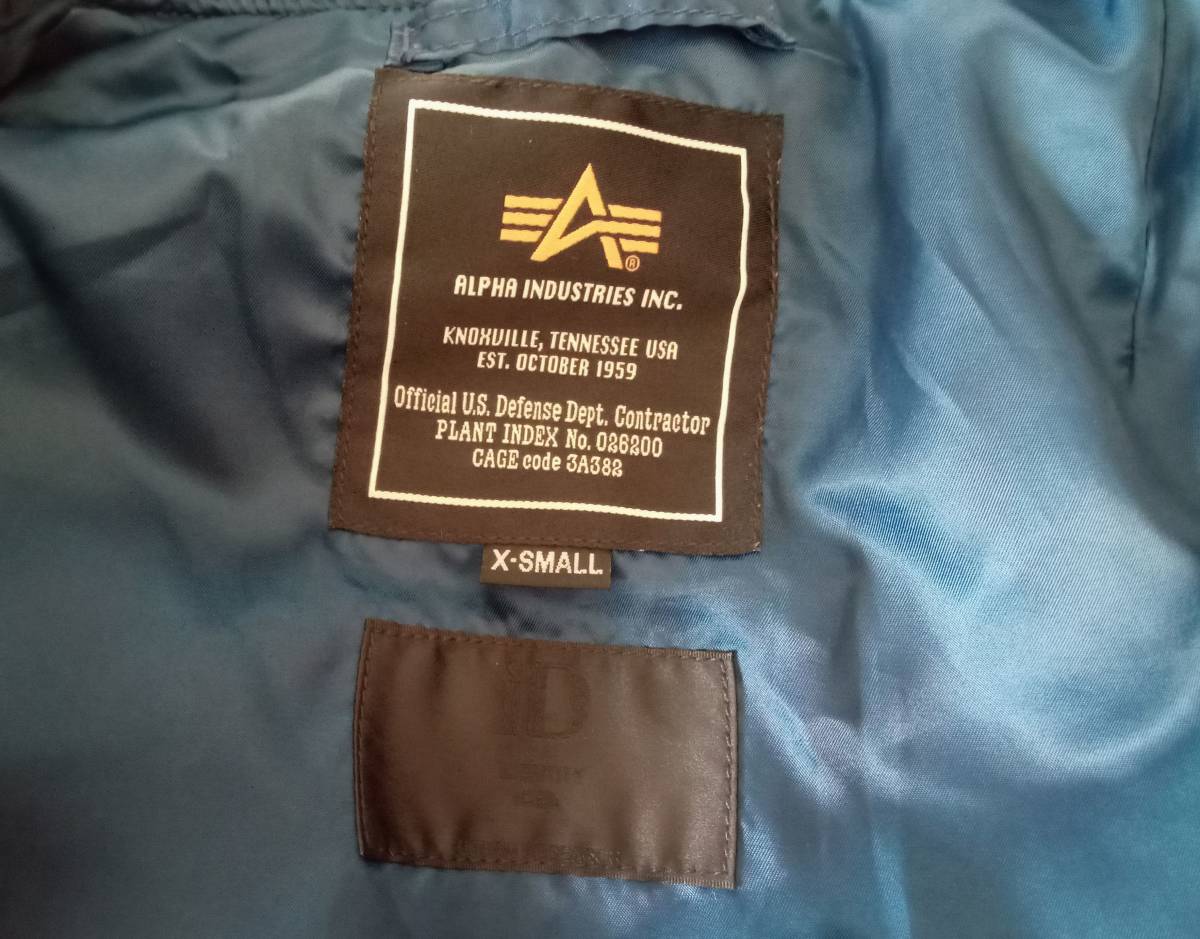 ®
ALPHA INDUSTRIES INC.
KNOXVILLE, TENNESSEE USA
EST. OCTOBER 1959
Official U.S. Defense Dept. Contractor
PLANT INDEX No. 026200
CAGE code 3A382
X-SMALL
D